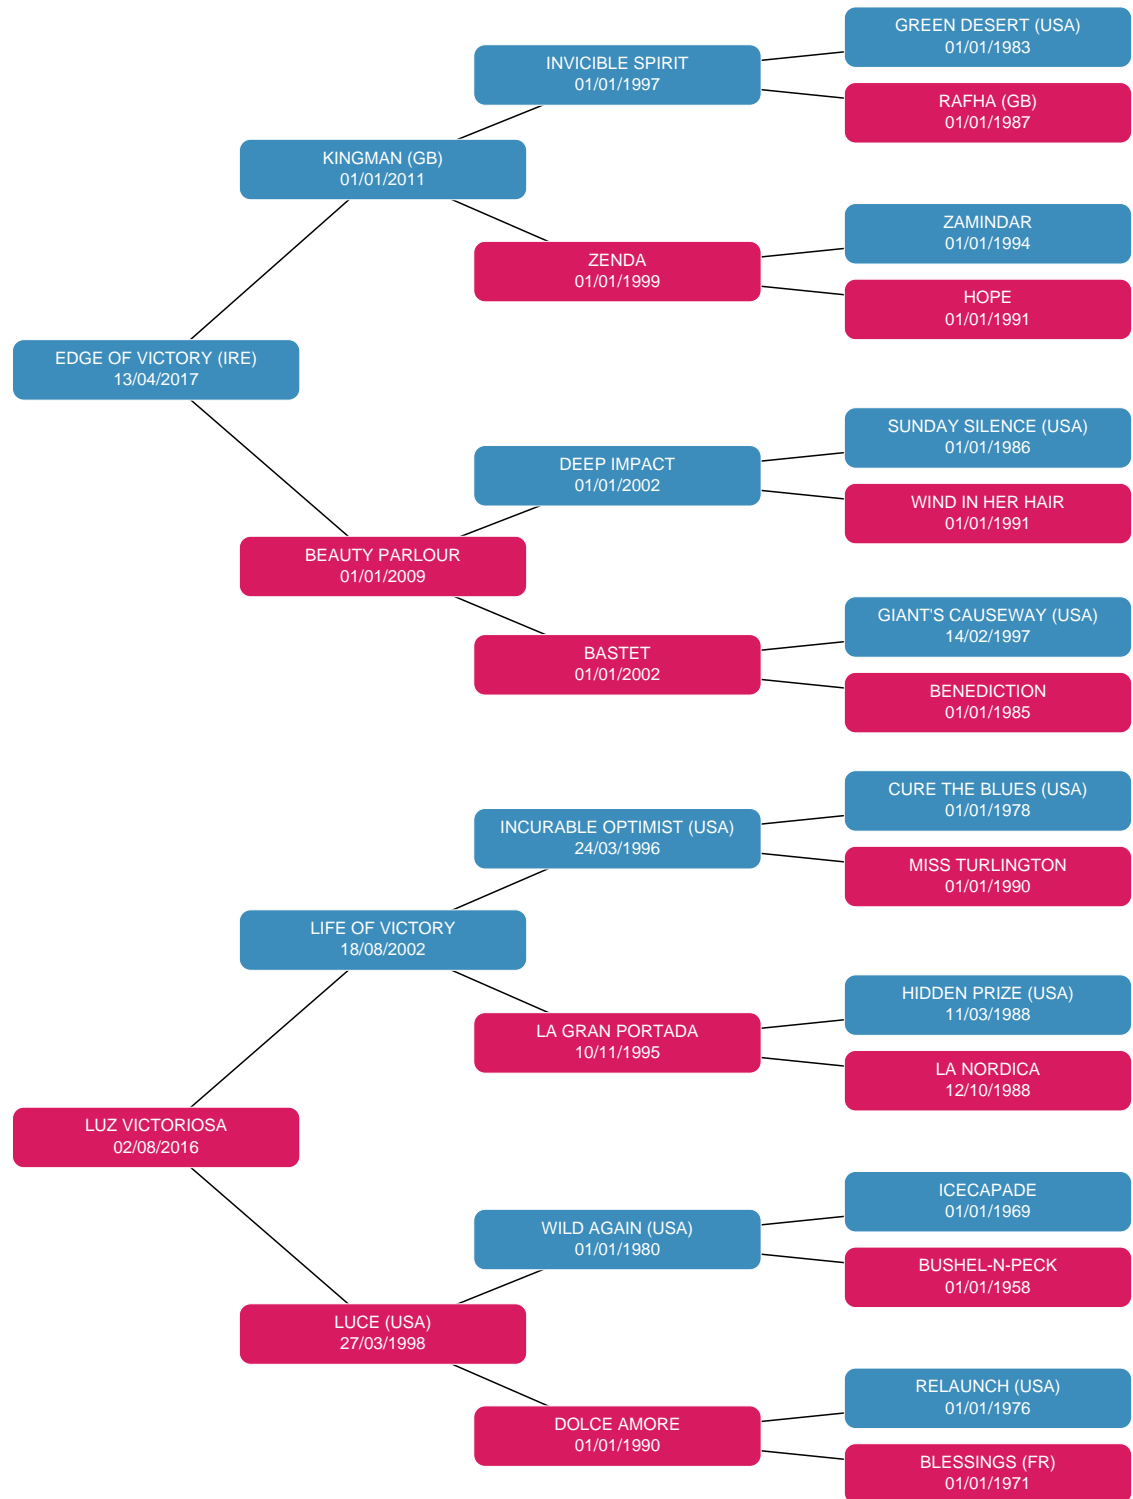 GREEN DESERT (USA)
01/01/1983
INVICIBLE SPIRIT
01/01/1997
RAFHA (GB)
01/01/1987
KINGMAN (GB)
01/01/2011
ZAMINDAR
01/01/1994
ZENDA
01/01/1999
HOPE
01/01/1991
EDGE OF VICTORY (IRE)
13/04/2017
SUNDAY SILENCE (USA)
01/01/1986
DEEP IMPACT
01/01/2002
WIND IN HER HAIR
01/01/1991
BEAUTY PARLOUR
01/01/2009
GIANT'S CAUSEWAY (USA)
14/02/1997
BASTET
01/01/2002
BENEDICTION
01/01/1985
CURE THE BLUES (USA)
01/01/1978
INCURABLE OPTIMIST (USA)
24/03/1996
MISS TURLINGTON
01/01/1990
LIFE OF VICTORY
18/08/2002
HIDDEN PRIZE (USA)
11/03/1988
LA GRAN PORTADA
10/11/1995
LA NORDICA
12/10/1988
LUZ VICTORIOSA
02/08/2016
ICECAPADE
01/01/1969
WILD AGAIN (USA)
01/01/1980
BUSHEL-N-PECK
01/01/1958
LUCE (USA)
27/03/1998
RELAUNCH (USA)
01/01/1976
DOLCE AMORE
01/01/1990
BLESSINGS (FR)
01/01/1971